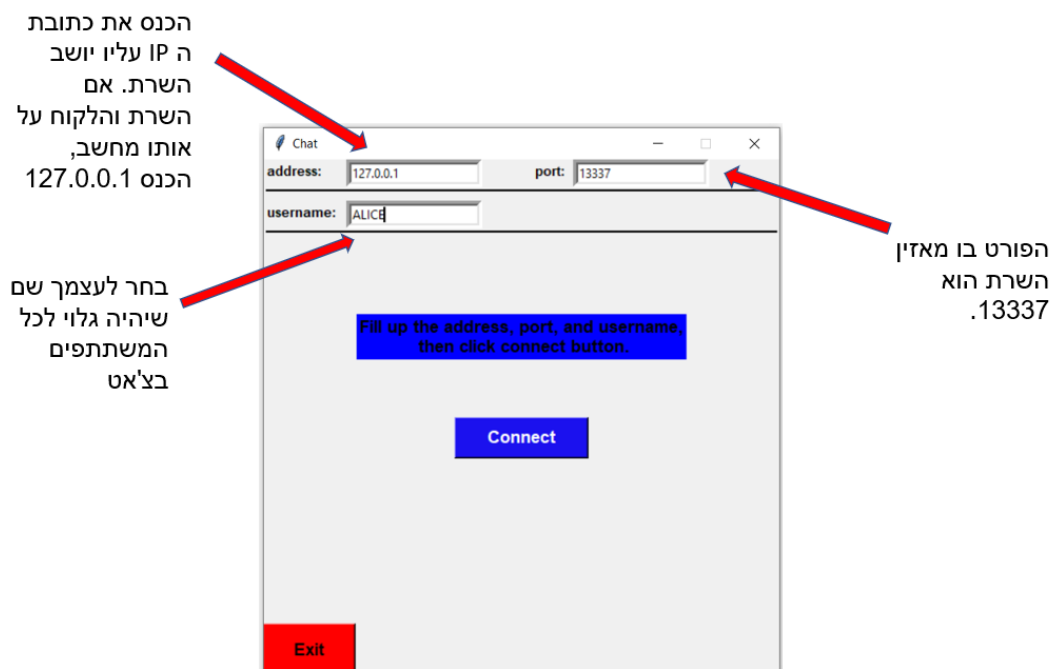 הכנס את כתובת
ה IP עליו יושב
השרת. אם
השרת והלקוח על
אותו מחשב,
הכנס 127.0.0.1
Chat
address: 127.0.0.1 port: 13337
username: ALICE
הפורט בו מאזין
השרת הוא
13337.
בחר לעצמך שם
שיהיה גלוי לכל
המשתתפים
בצ'אט
Fill up the address, port, and username,
then click connect button.
Connect
Exit